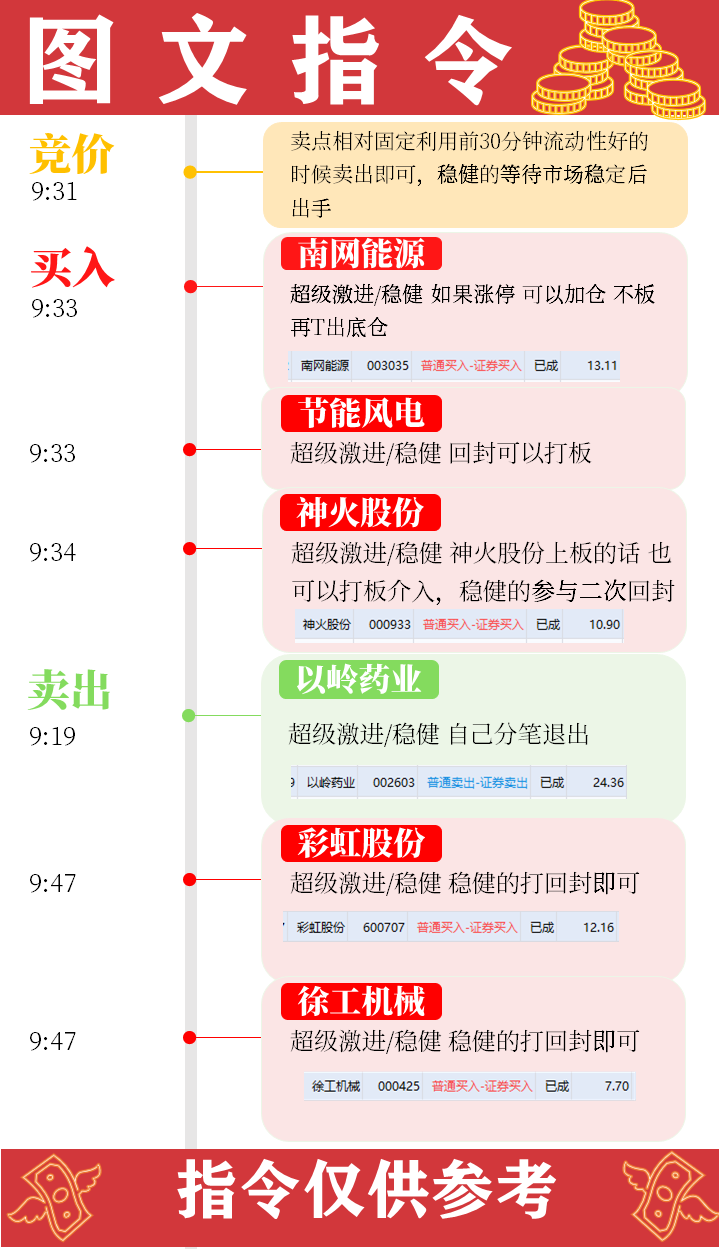 图文指令
竞价
9:31
卖点相对固定利用前30分钟流动性好的
时候卖出即可，稳健的等待市场稳定后
出手
买入
9:33
南网能源
超级激进/稳健 如果涨停 可以加仓 不板
再T出底仓
南网能源 003035 普通买入-证券买入 已成 13.11
9:33
节能风电
超级激进/稳健 回封可以打板
9:34
神火股份
超级激进/稳健 神火股份上板的话 也
可以打板介入，稳健的参与二次回封
神火股份 000933 普通买入-证券买入 已成 10.90
卖出
9:19
以岭药业
超级激进/稳健 自己分笔退出
9 以岭药业 002603 普通卖出-证券卖出 已成 24.36
9:47
彩虹股份
超级激进/稳健 稳健的打回封即可
彩虹股份 600707 普通买入-证券买入 已成 12.16
9:47
徐工机械
超级激进/稳健 稳健的打回封即可
徐工机械 000425 普通买入-证券买入 已成 7.70
指令仅供参考